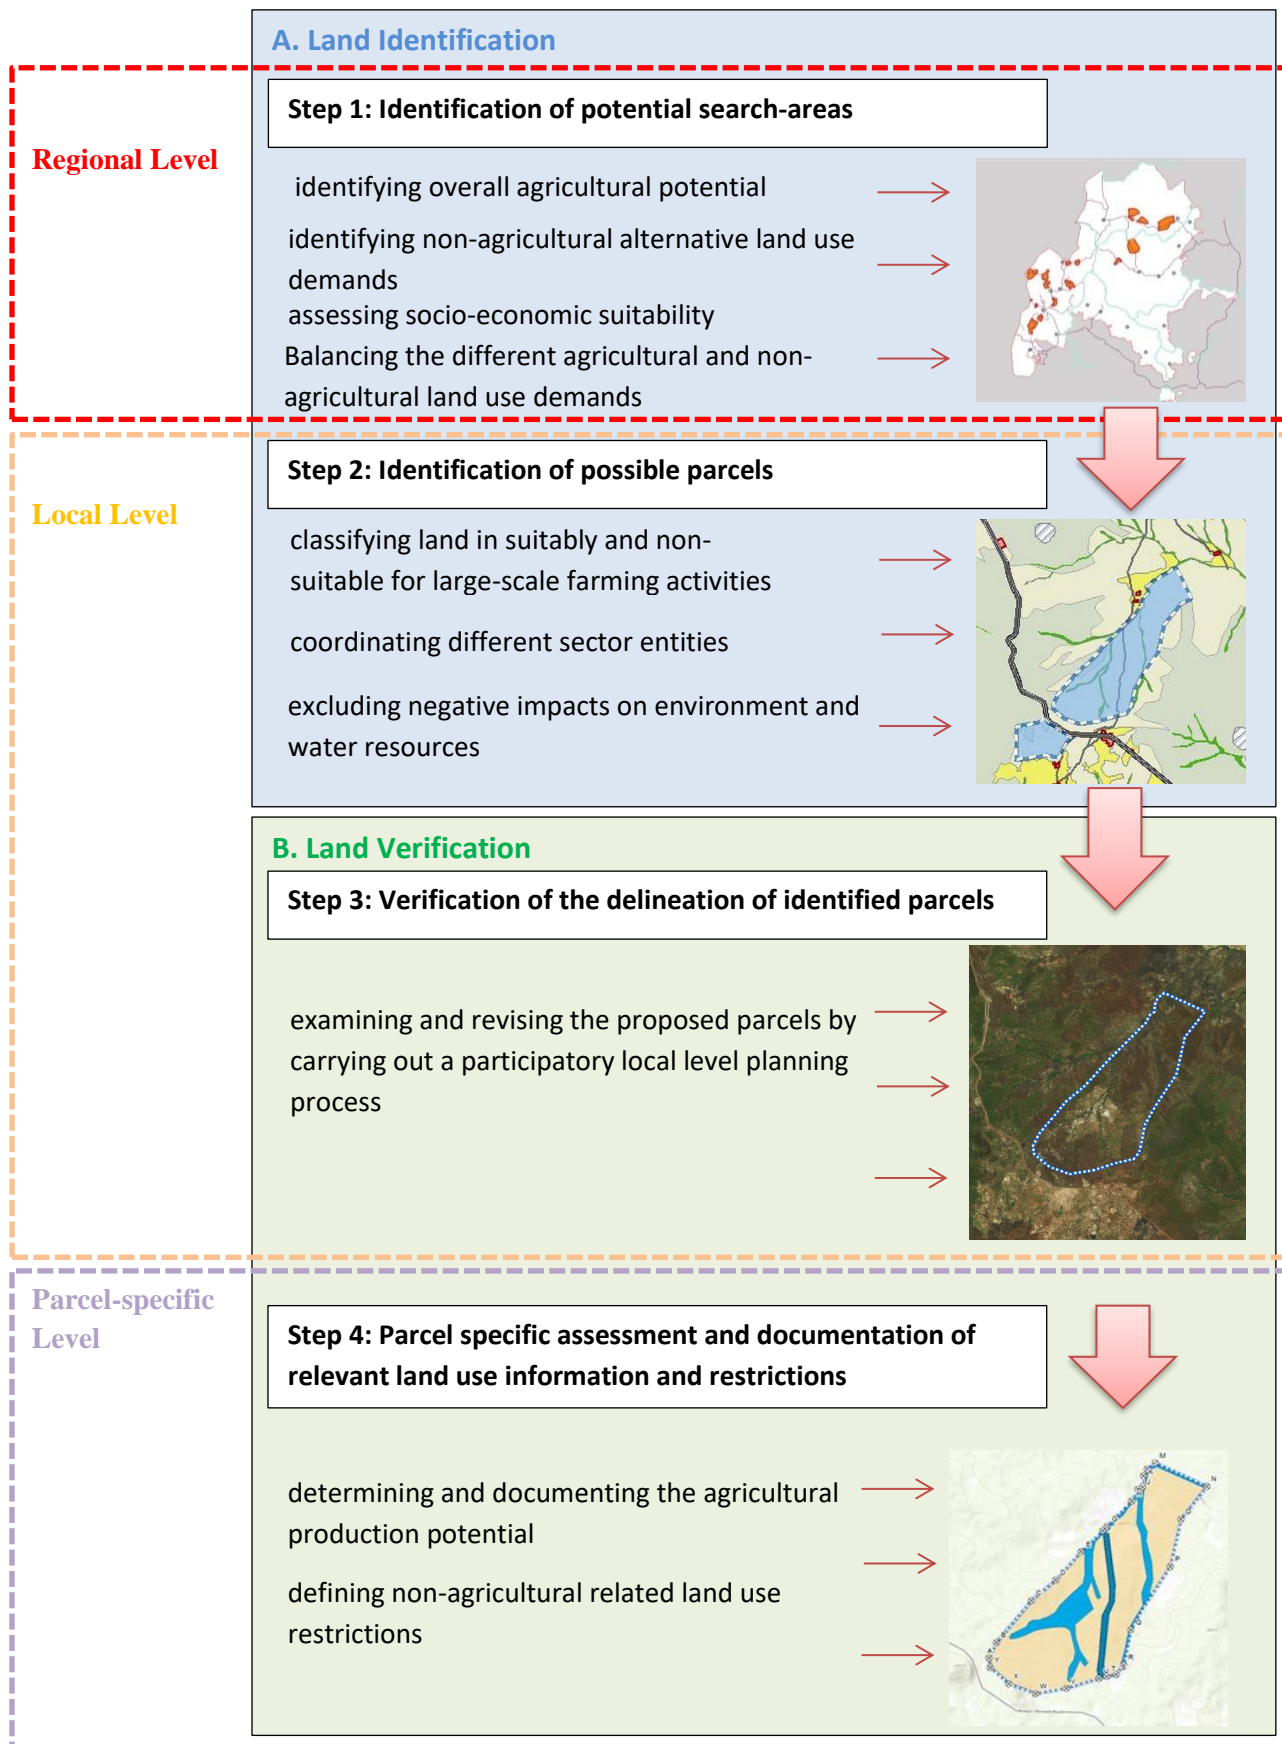 A. Land Identification
Regional Level
Step 1: Identification of potential search-areas
identifying overall agricultural potential
identifying non-agricultural alternative land use
demands
assessing socio-economic suitability
Balancing the different agricultural and non-
agricultural land use demands
Local Level
Step 2: Identification of possible parcels
classifying land in suitably and non-
suitable for large-scale farming activities
coordinating different sector entities
excluding negative impacts on environment and
water resources
B. Land Verification
Step 3: Verification of the delineation of identified parcels
examining and revising the proposed parcels by
carrying out a participatory local level planning
process
Parcel-specific
Level
Step 4: Parcel specific assessment and documentation of
relevant land use information and restrictions
determining and documenting the agricultural
production potential
defining non-agricultural related land use
restrictions
M
N
P
R
T
V
W
X
Y